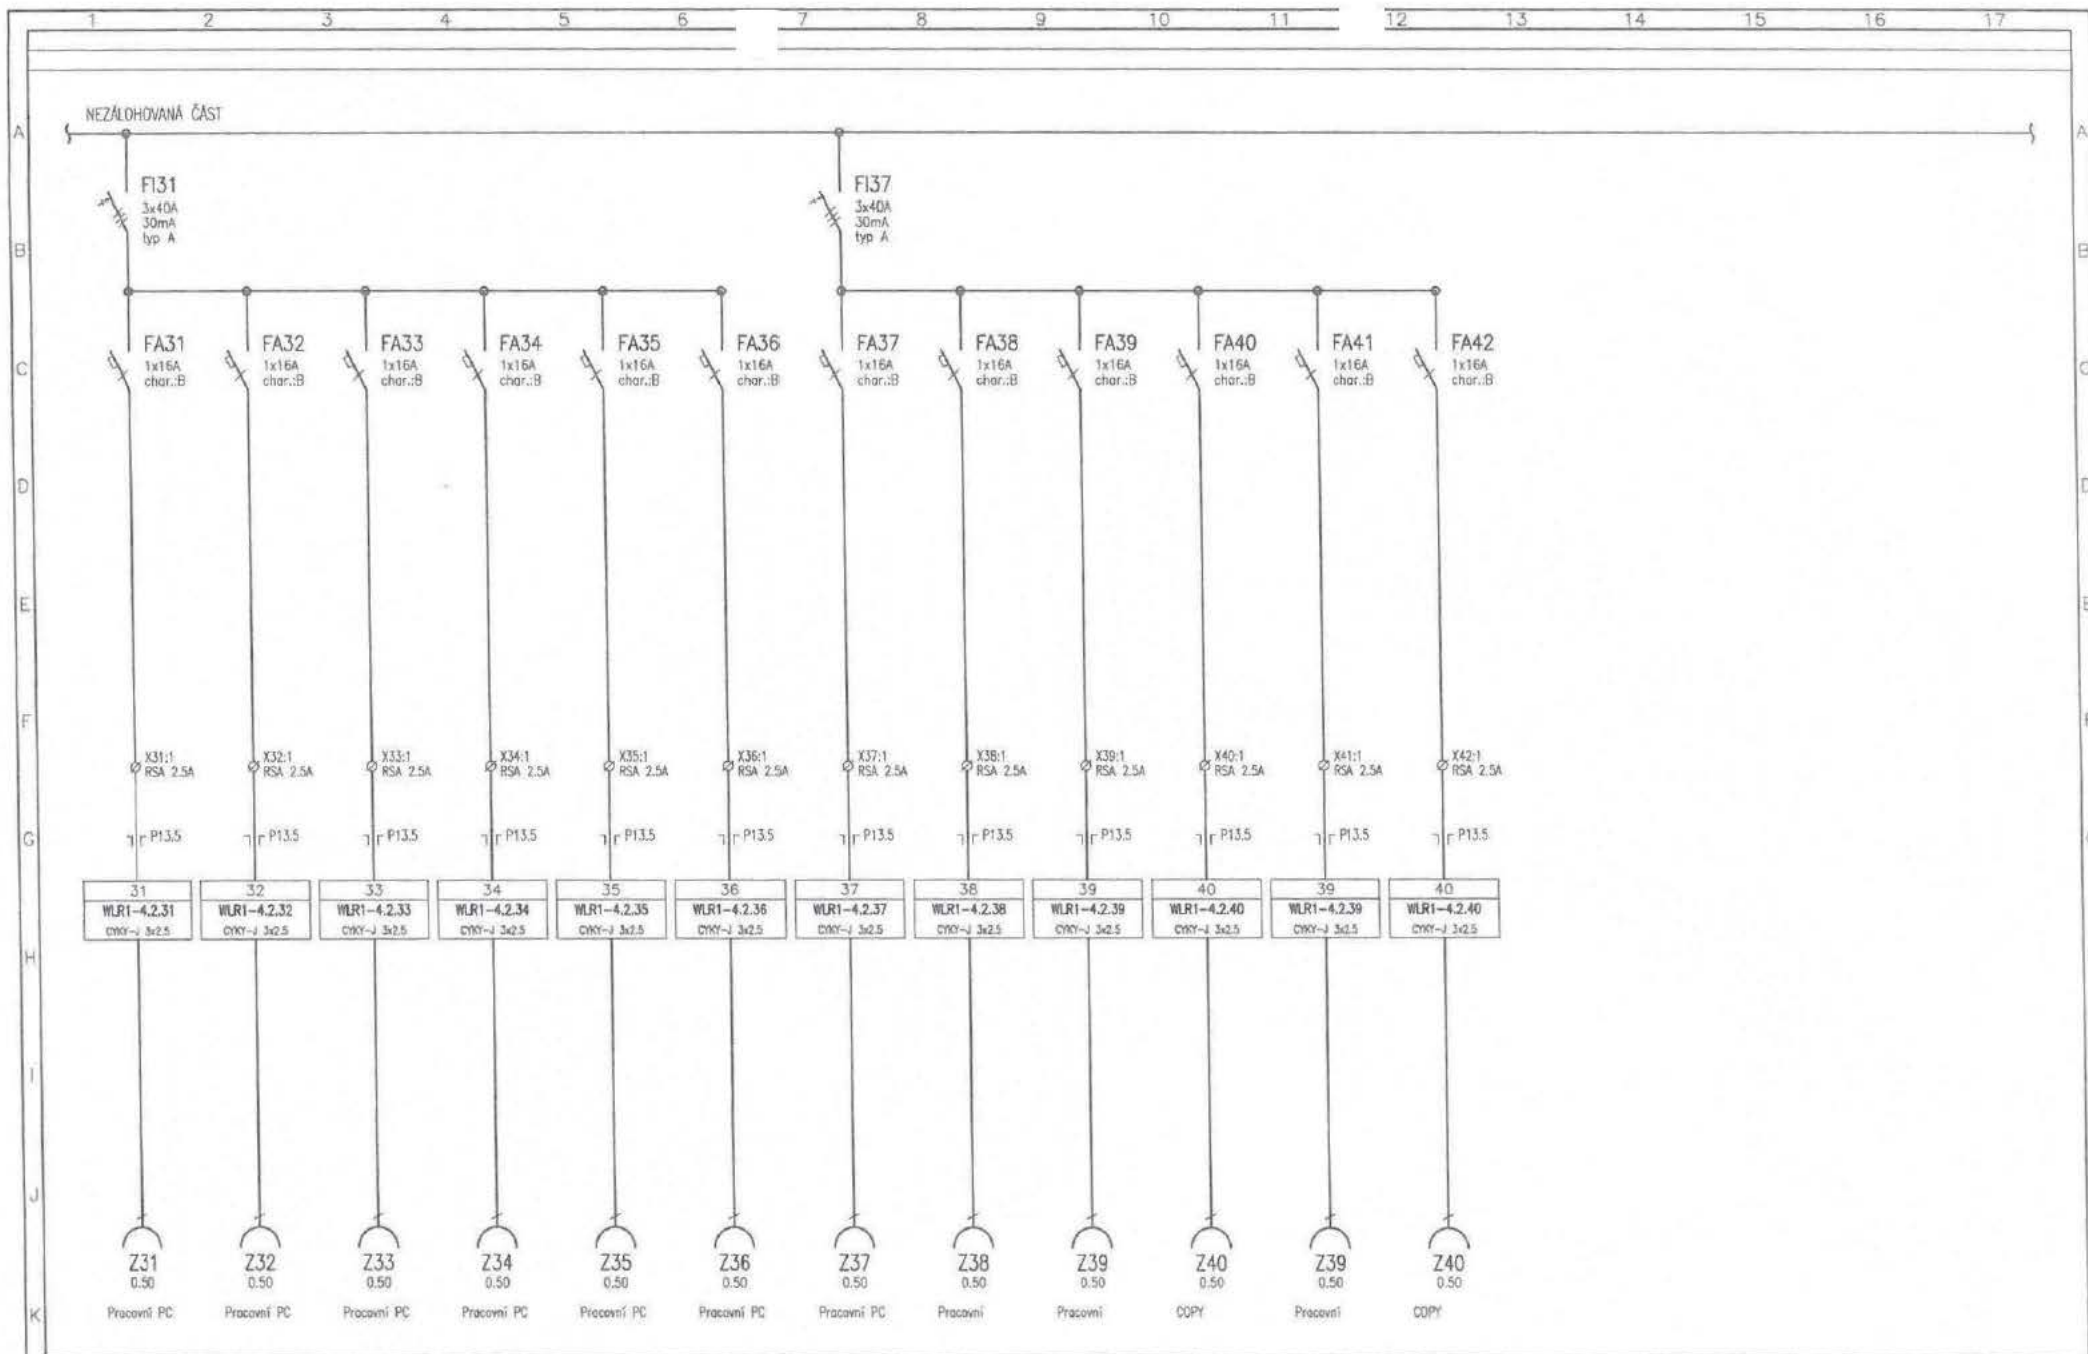 1 2 3 4 5 6 7 8 9 10 11 12 13 14 15 16 17
NEZÁLOHOVANÁ ČÁST
A A
FI31 FI37
3x40A 3x40A
30mA 30mA
typ A typ A
B B
FA31 FA32 FA33 FA34 FA35 FA36 FA37 FA38 FA39 FA40 FA41 FA42
1x16A 1x16A 1x16A 1x16A 1x16A 1x16A 1x16A 1x16A 1x16A 1x16A 1x16A 1x16A
C char.:B char.:B char.:B char.:B char.:B char.:B char.:B char.:B char.:B char.:B char.:B char.:B C
D D
E E
F F
X31:1 X32:1 X33:1 X34:1 X35:1 X36:1 X37:1 X38:1 X39:1 X40:1 X41:1 X42:1
RSA 2.5A RSA 2.5A RSA 2.5A RSA 2.5A RSA 2.5A RSA 2.5A RSA 2.5A RSA 2.5A RSA 2.5A RSA 2.5A RSA 2.5A RSA 2.5A
G P13.5 P13.5 P13.5 P13.5 P13.5 P13.5 P13.5 P13.5 P13.5 P13.5 P13.5 P13.5
31 32 33 34 35 36 37 38 39 40 39 40
WLR1-4.2.31 WLR1-4.2.32 WLR1-4.2.33 WLR1-4.2.34 WLR1-4.2.35 WLR1-4.2.36 WLR1-4.2.37 WLR1-4.2.38 WLR1-4.2.39 WLR1-4.2.40 WLR1-4.2.39 WLR1-4.2.40
CYKY-J 3x2.5 CYKY-J 3x2.5 CYKY-J 3x2.5 CYKY-J 3x2.5 CYKY-J 3x2.5 CYKY-J 3x2.5 CYKY-J 3x2.5 CYKY-J 3x2.5 CYKY-J 3x2.5 CYKY-J 3x2.5 CYKY-J 3x2.5 CYKY-J 3x2.5
H
I
J
Z31 Z32 Z33 Z34 Z35 Z36 Z37 Z38 Z39 Z40 Z39 Z40
0.50 0.50 0.50 0.50 0.50 0.50 0.50 0.50 0.50 0.50 0.50 0.50
K Pracovní PC Pracovní PC Pracovní PC Pracovní PC Pracovní PC Pracovní PC Pracovní PC Pracovní Pracovní COPY Pracovní COPY